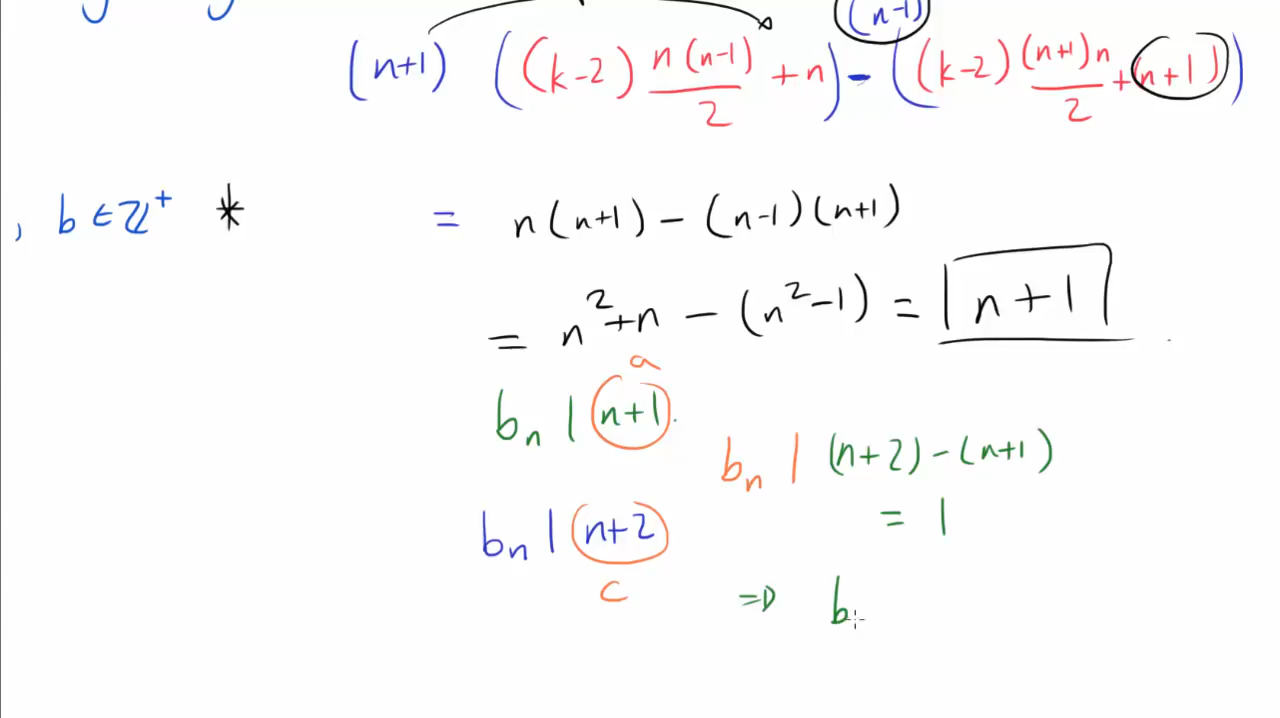 (n-1)
(n+1) ((k-2) n(n-1)/2 + n) - ((k-2) (n+1)n/2 + (n+1))
, b ∈ ℤ⁺ *
= n(n+1) - (n-1)(n+1)
= n² + n - (n² - 1) = n+1
a
bₙ | (n+1).
bₙ | (n+2) - (n+1)
= 1
bₙ | (n+2
c
⇒ b